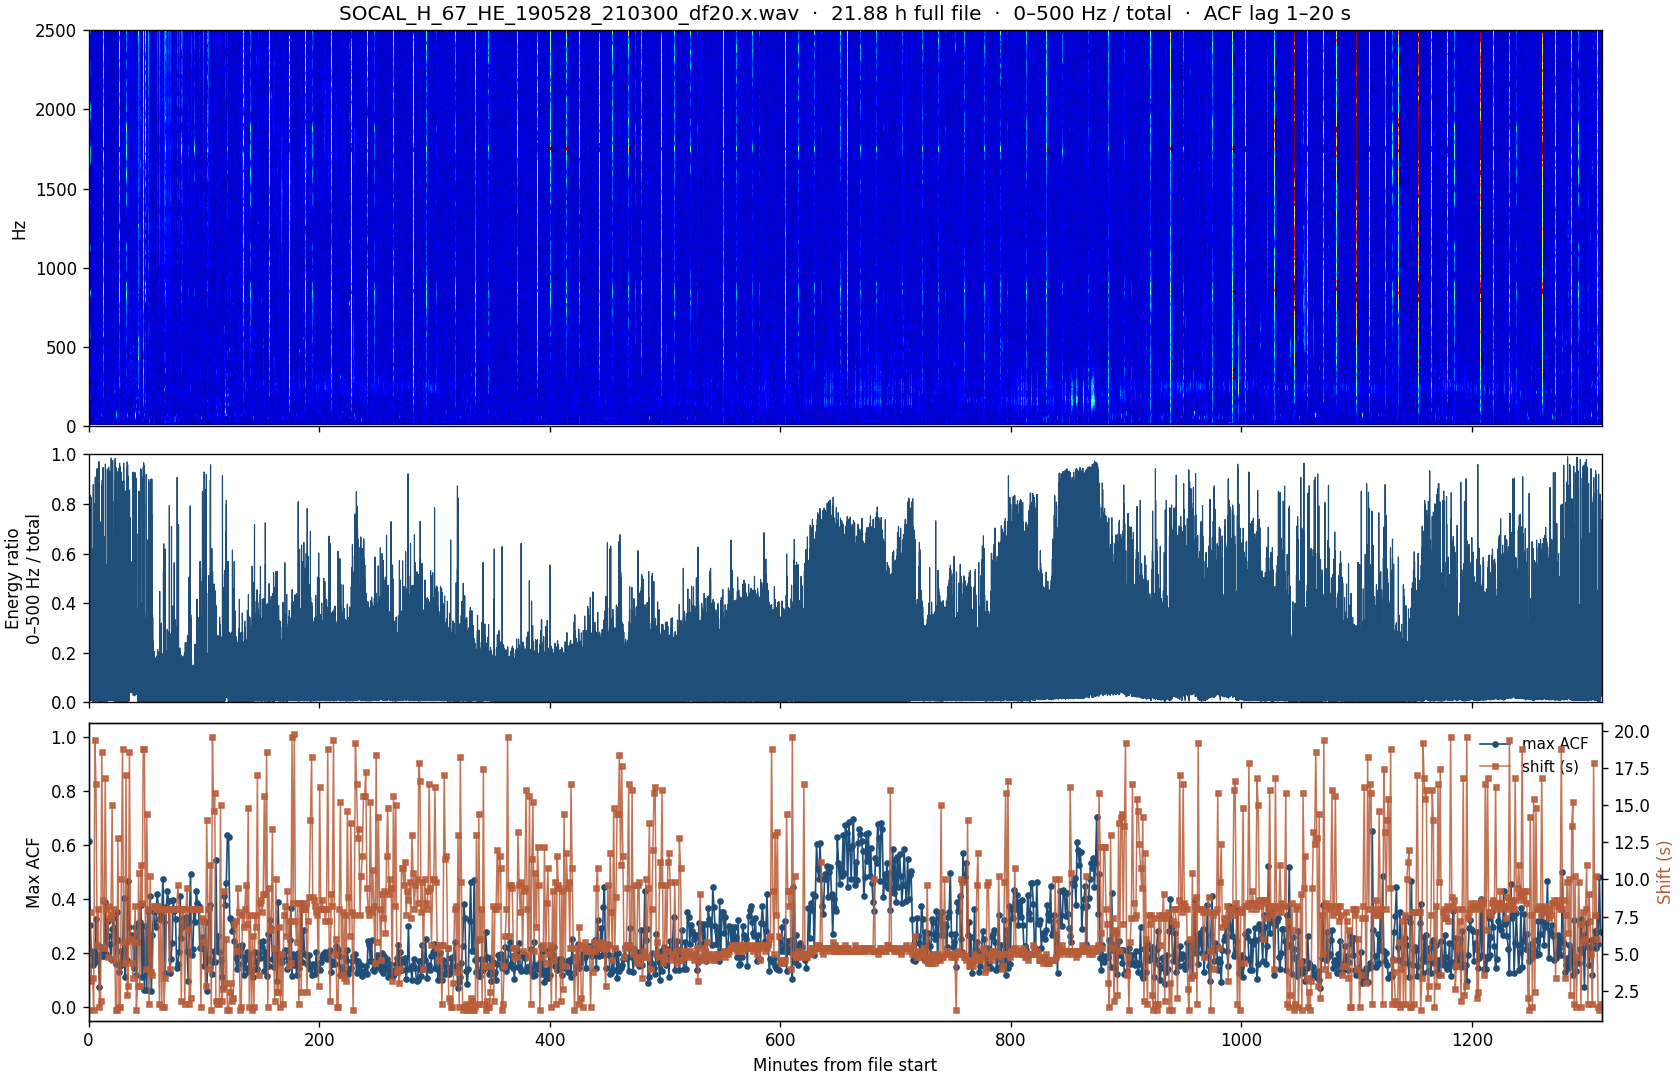 SOCAL_H_67_HE_190528_210300_df20.x.wav · 21.88 h full file · 0–500 Hz / total · ACF lag 1–20 s
2500
2000
1500
1000
500
0
Hz
1.0
0.8
0.6
0.4
0.2
0.0
Energy ratio
0–500 Hz / total
1.0
0.8
0.6
0.4
0.2
0.0
Max ACF
max ACF
shift (s)
20.0
17.5
15.0
12.5
10.0
7.5
5.0
2.5
Shift (s)
0 200 400 600 800 1000 1200
Minutes from file start